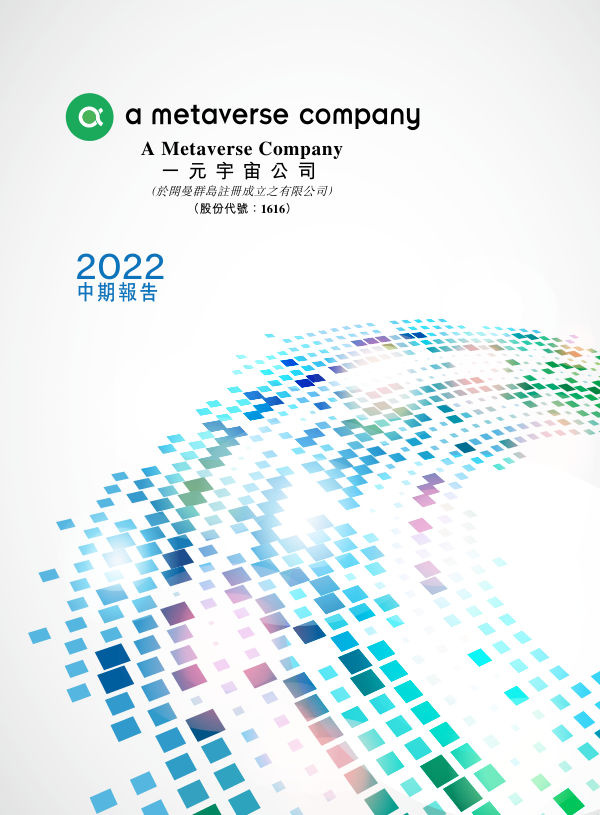 a metaverse company
A Metaverse Company
一元宇宙公司
(於開曼群島註冊成立之有限公司)
(股份代號：1616)
2022
中期報告